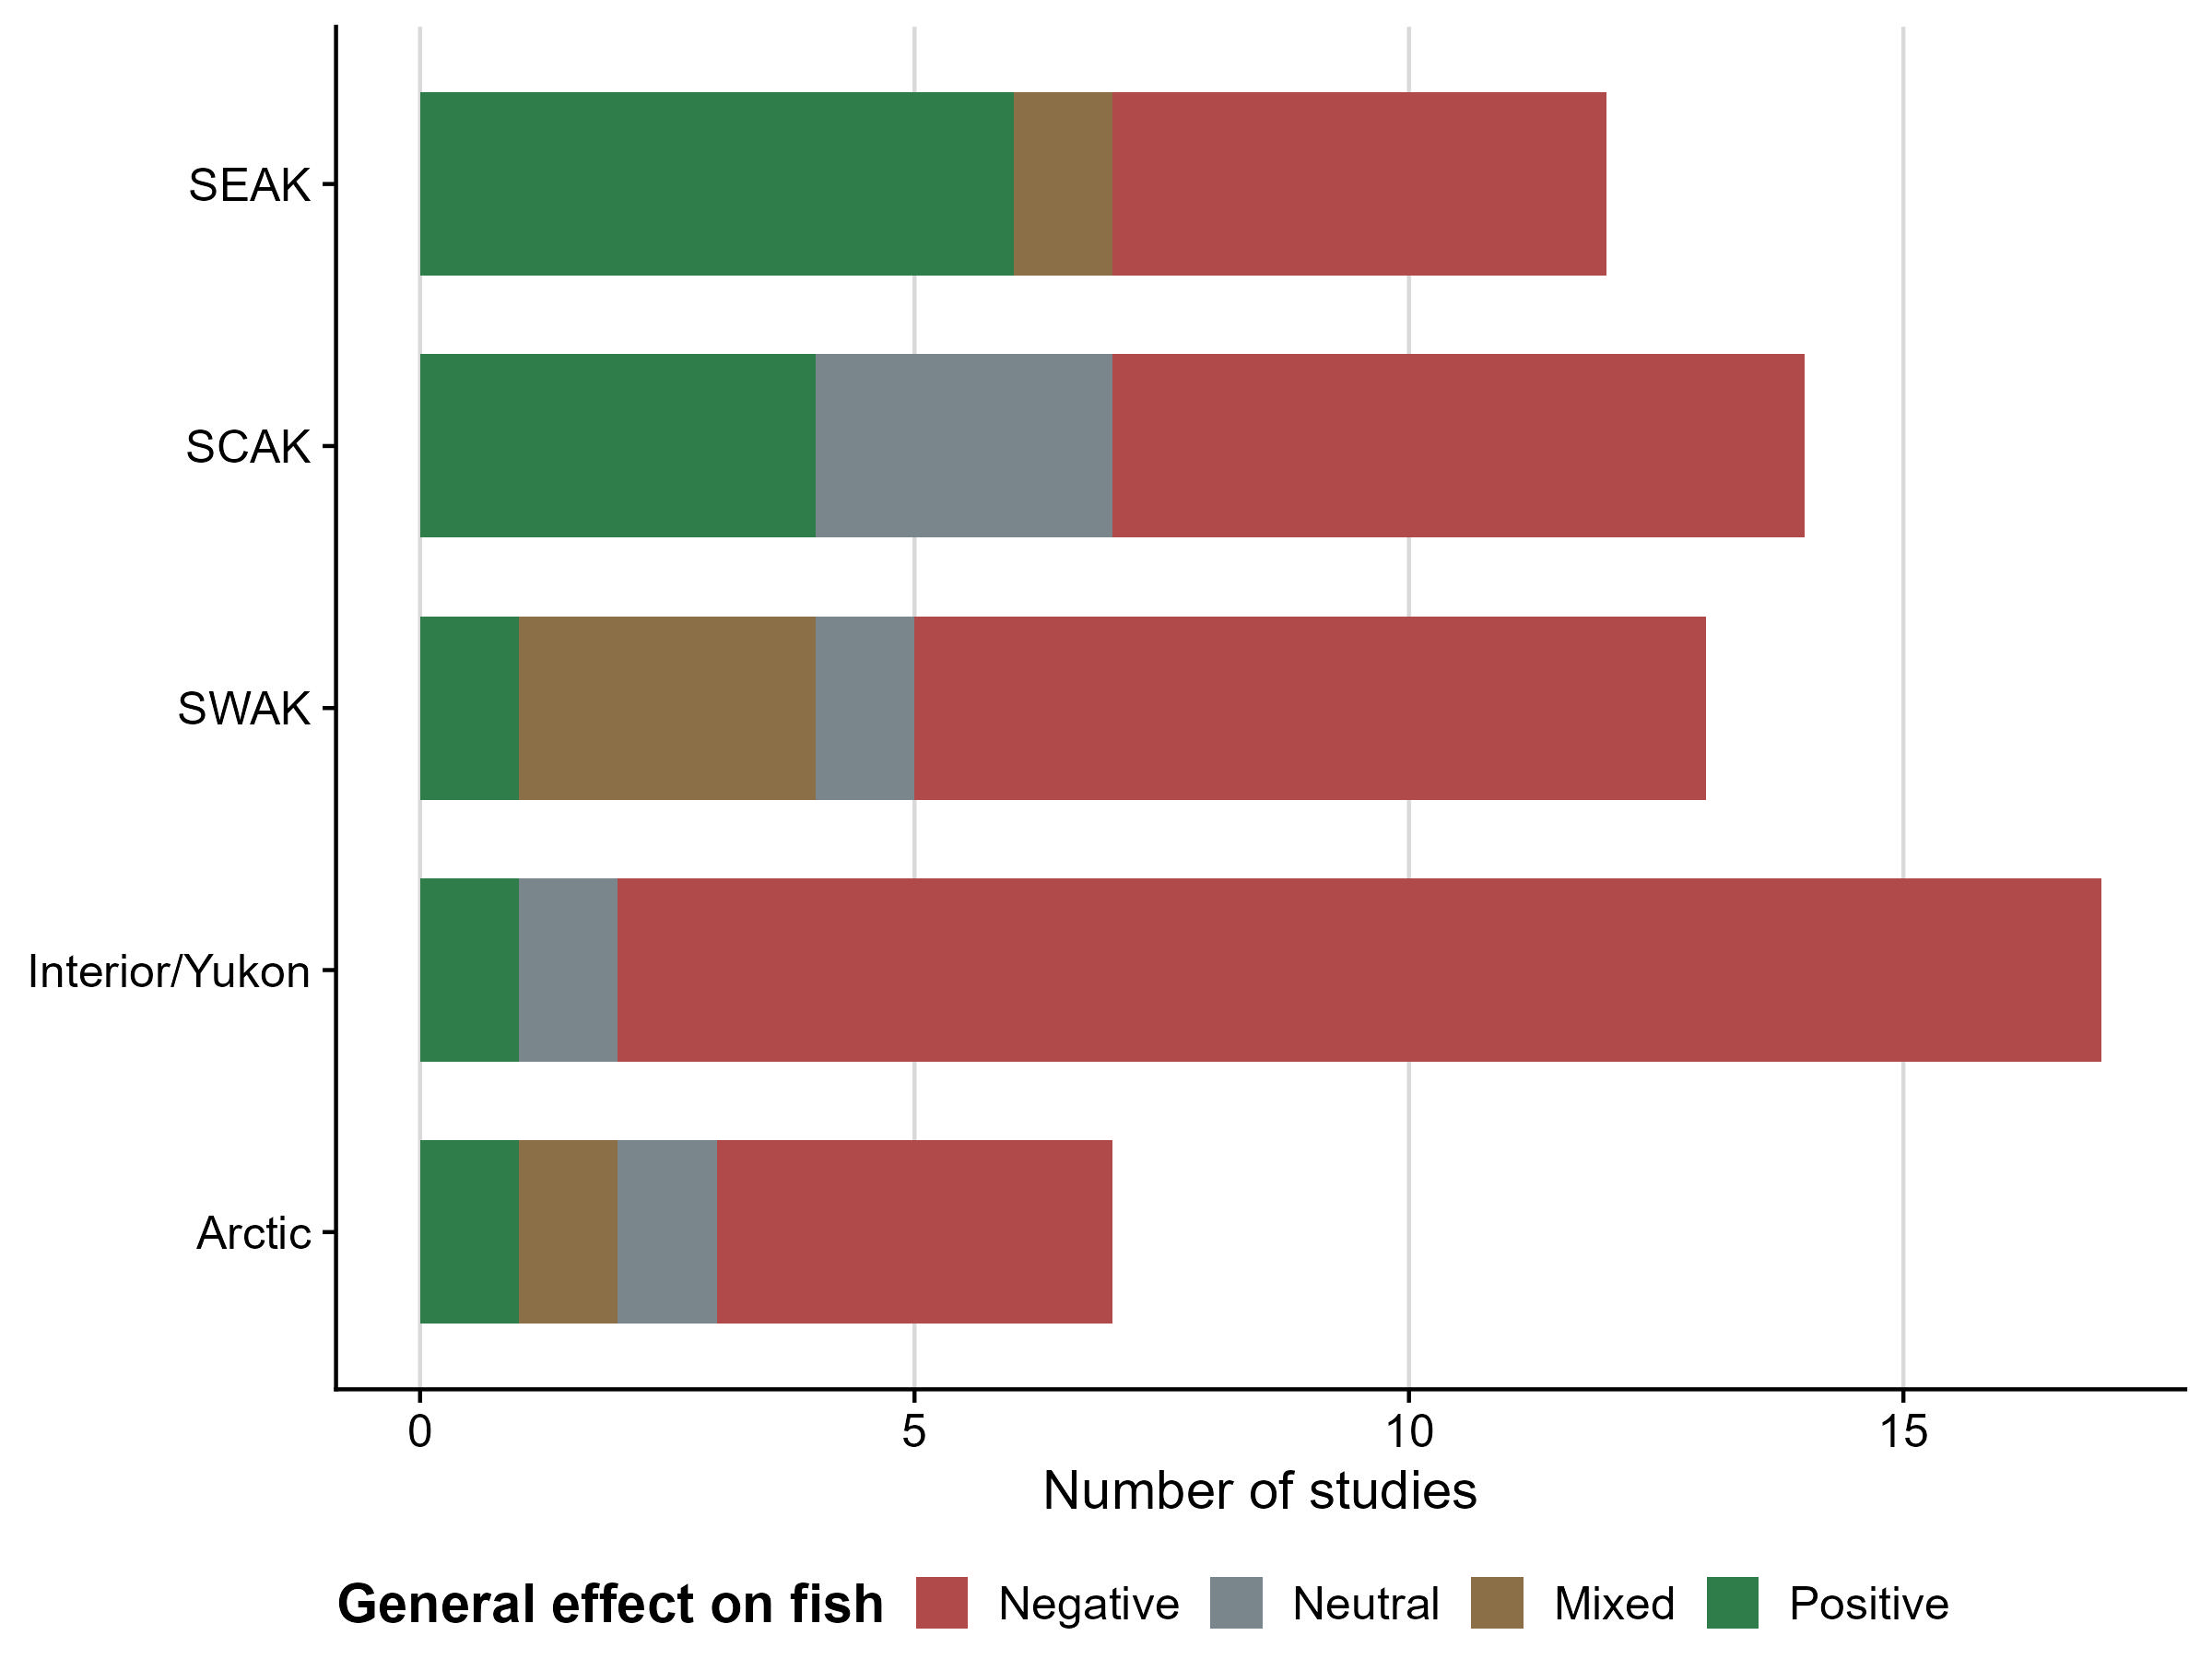 SEAK
SCAK
SWAK
Interior/Yukon
Arctic
0 5 10 15
Number of studies
General effect on fish Negative Neutral Mixed Positive